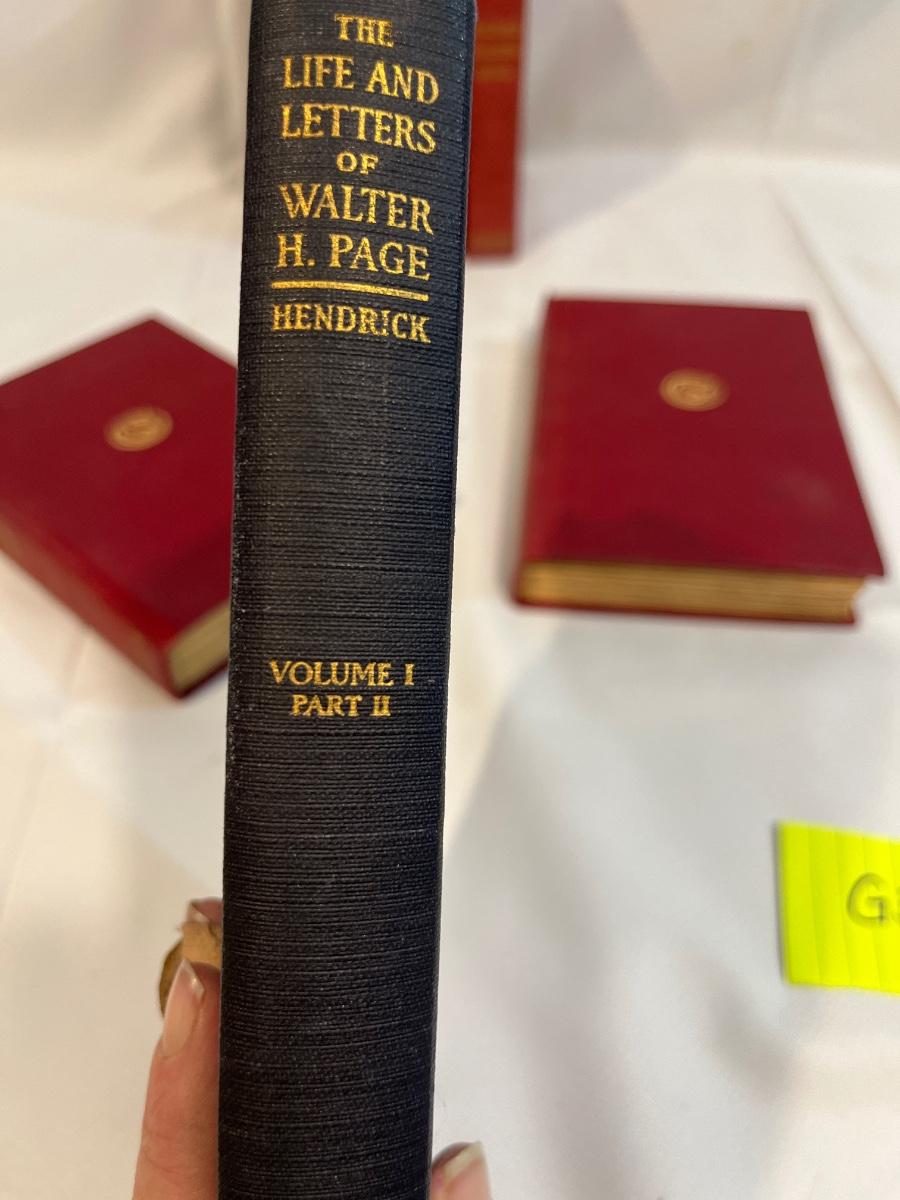 THE
LIFE AND
LETTERS
OF
WALTER
H. PAGE
HENDRICK
VOLUME I
PART II